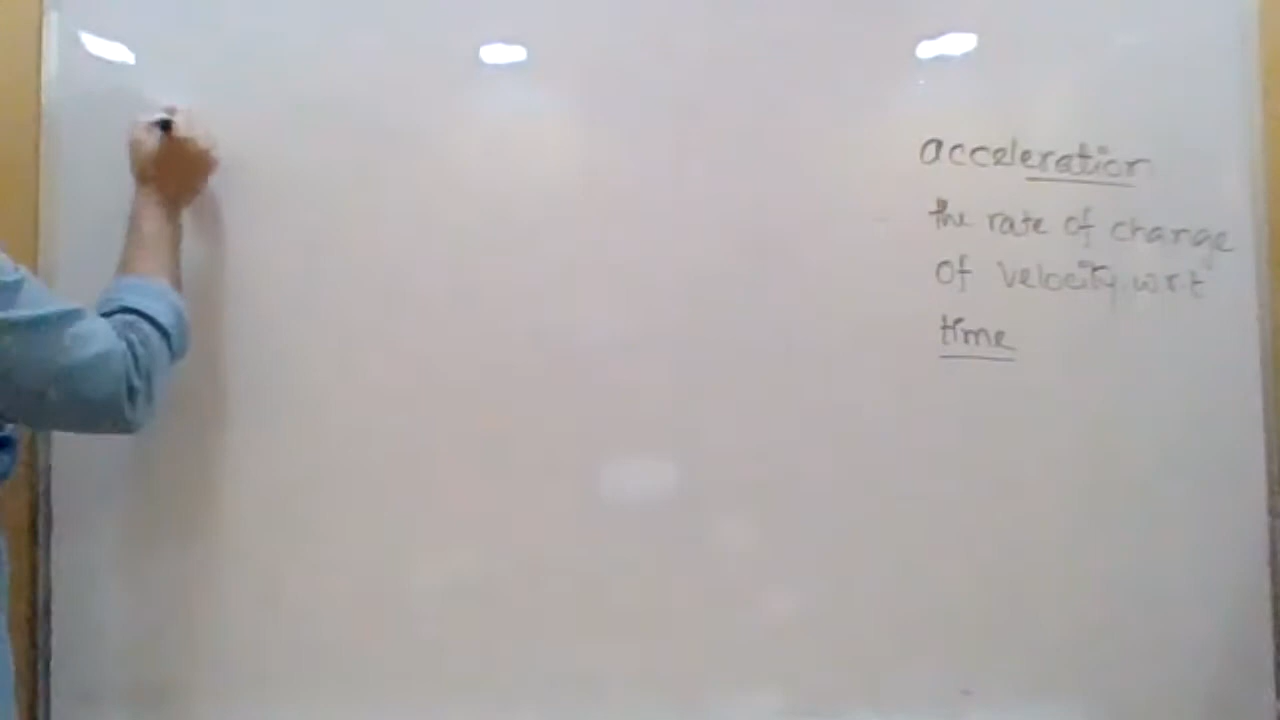 acceleration
the rate of change
of velocity w.r.t
time